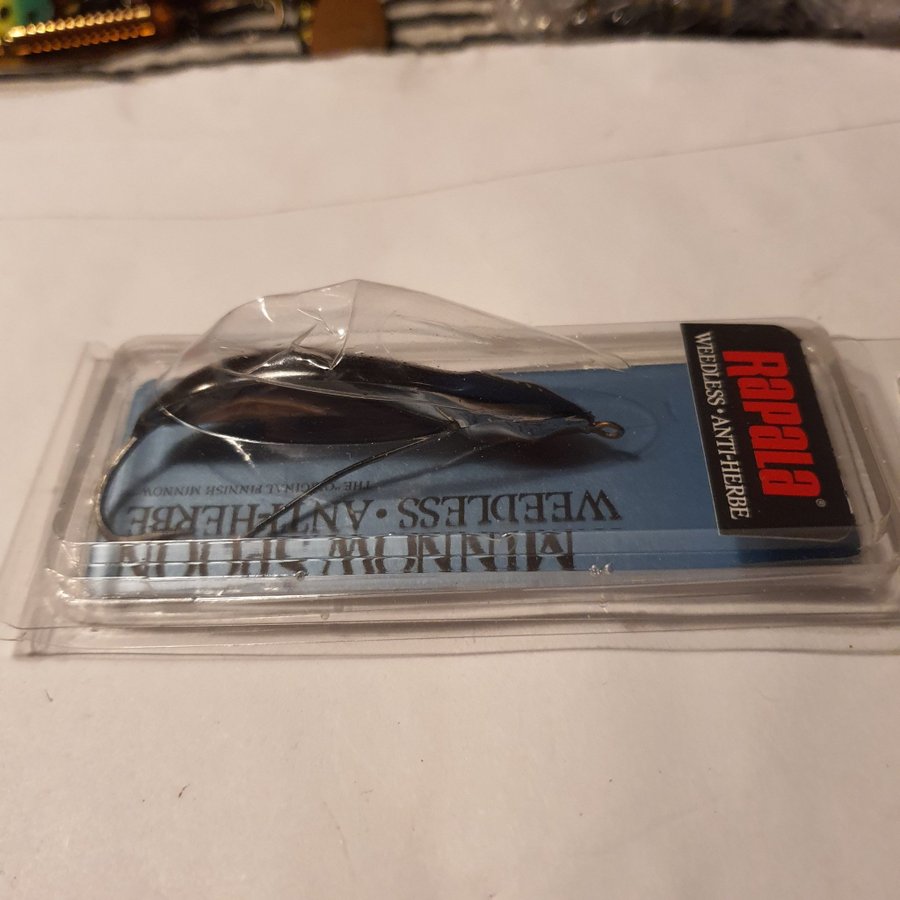 RAPALA®
WEEDLESS • ANTI-HERBE
MINNOW SPOON
WEEDLESS • ANTI-HERBE
THE "ORIGINAL FINNISH MINNOW"